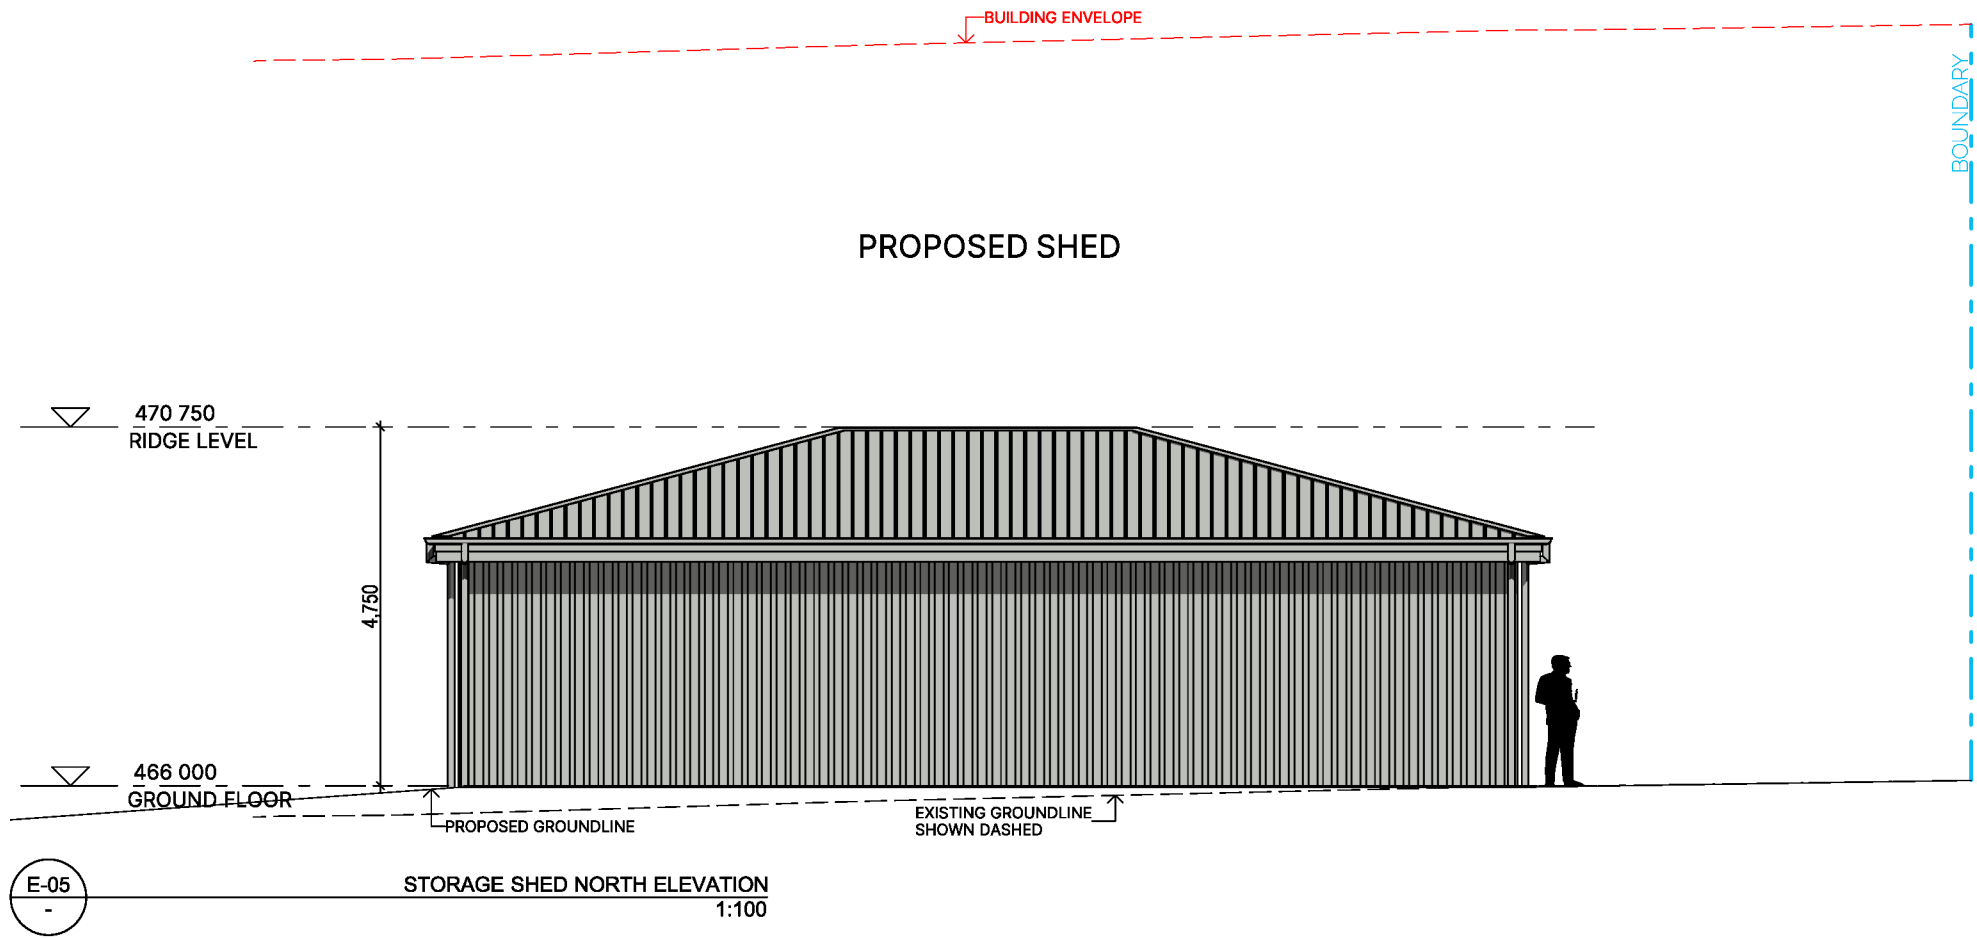 BUILDING ENVELOPE
BOUNDARY
PROPOSED SHED
470 750
RIDGE LEVEL
4,750
466 000
GROUND FLOOR
PROPOSED GROUNDLINE
EXISTING GROUNDLINE
SHOWN DASHED
E-05
-
STORAGE SHED NORTH ELEVATION
1:100